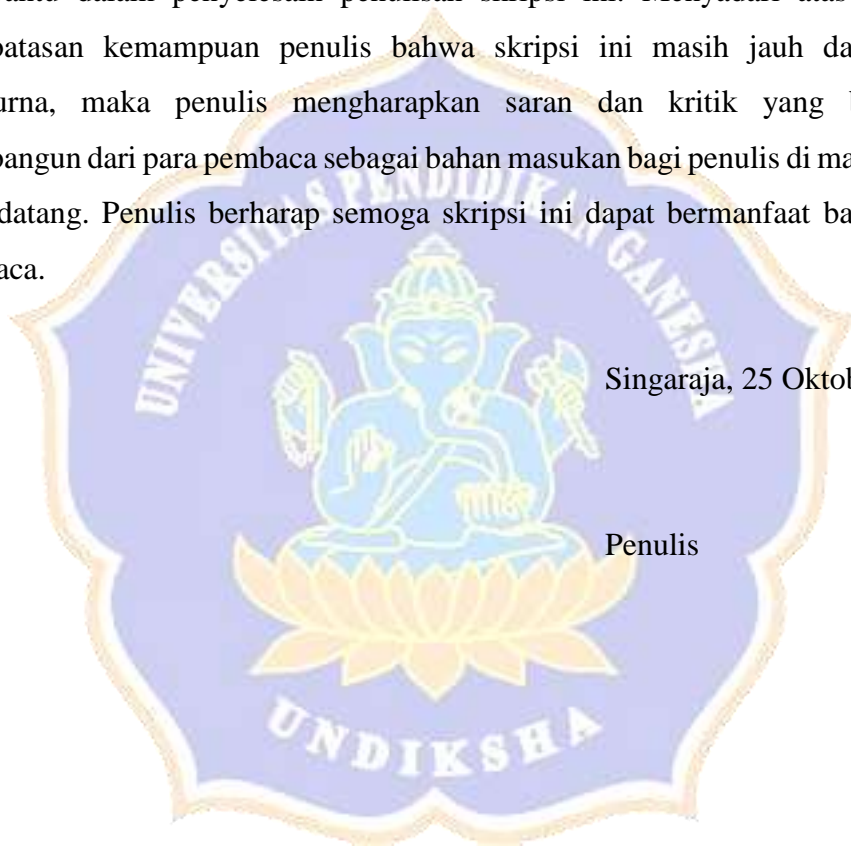 dalam penyelesaian penulisan skripsi ini. Menyadari atas
batasan kemampuan penulis bahwa skripsi ini masih jauh da
urna, maka penulis mengharapkan saran dan kritik yang
bangun dari para pembaca sebagai bahan masukan bagi penulis di ma
datang. Penulis berharap semoga skripsi ini dapat bermanfaat ba
aca.
UNIVERSITAS PENDIDIKAN GANESHA
Singaraja, 25 Oktob
Penulis
UNDIKSHA